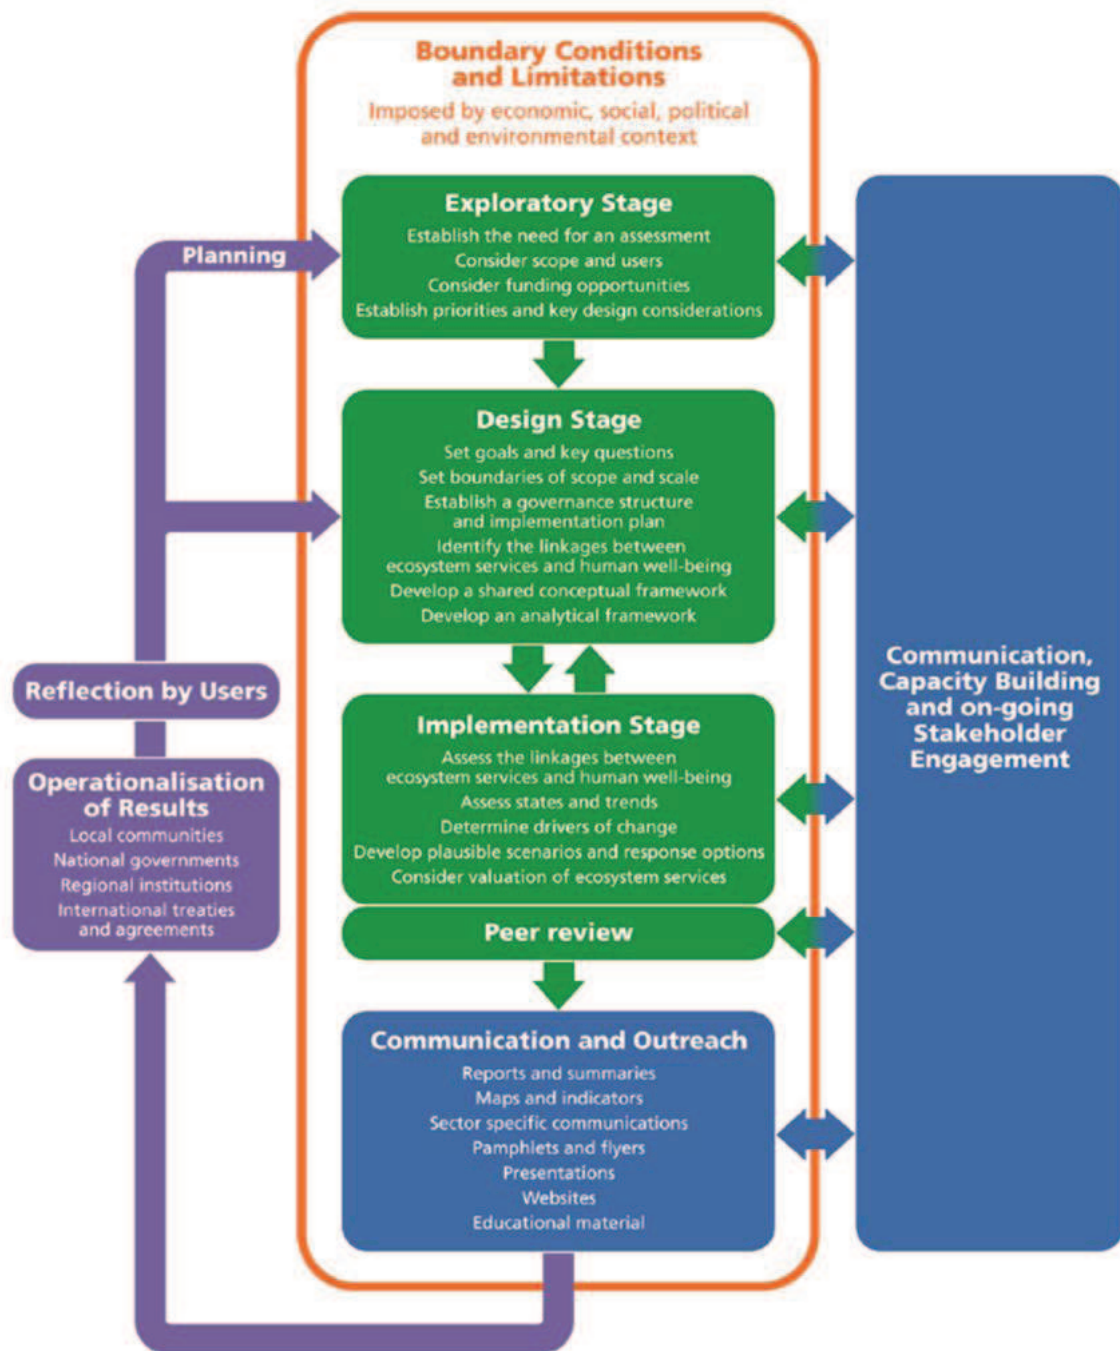 Boundary Conditions
and Limitations
Imposed by economic, social, political
and environmental context
Exploratory Stage
Establish the need for an assessment
Consider scope and users
Consider funding opportunities
Establish priorities and key design considerations
Planning
Design Stage
Set goals and key questions
Set boundaries of scope and scale
Establish a governance structure
and implementation plan
Identify the linkages between
ecosystem services and human well-being
Develop a shared conceptual framework
Develop an analytical framework
Reflection by Users
Operationalisation
of Results
Local communities
National governments
Regional institutions
International treaties
and agreements
Implementation Stage
Assess the linkages between
ecosystem services and human well-being
Assess states and trends
Determine drivers of change
Develop plausible scenarios and response options
Consider valuation of ecosystem services
Peer review
Communication and Outreach
Reports and summaries
Maps and indicators
Sector specific communications
Pamphlets and flyers
Presentations
Websites
Educational material
Communication,
Capacity Building
and on-going
Stakeholder
Engagement